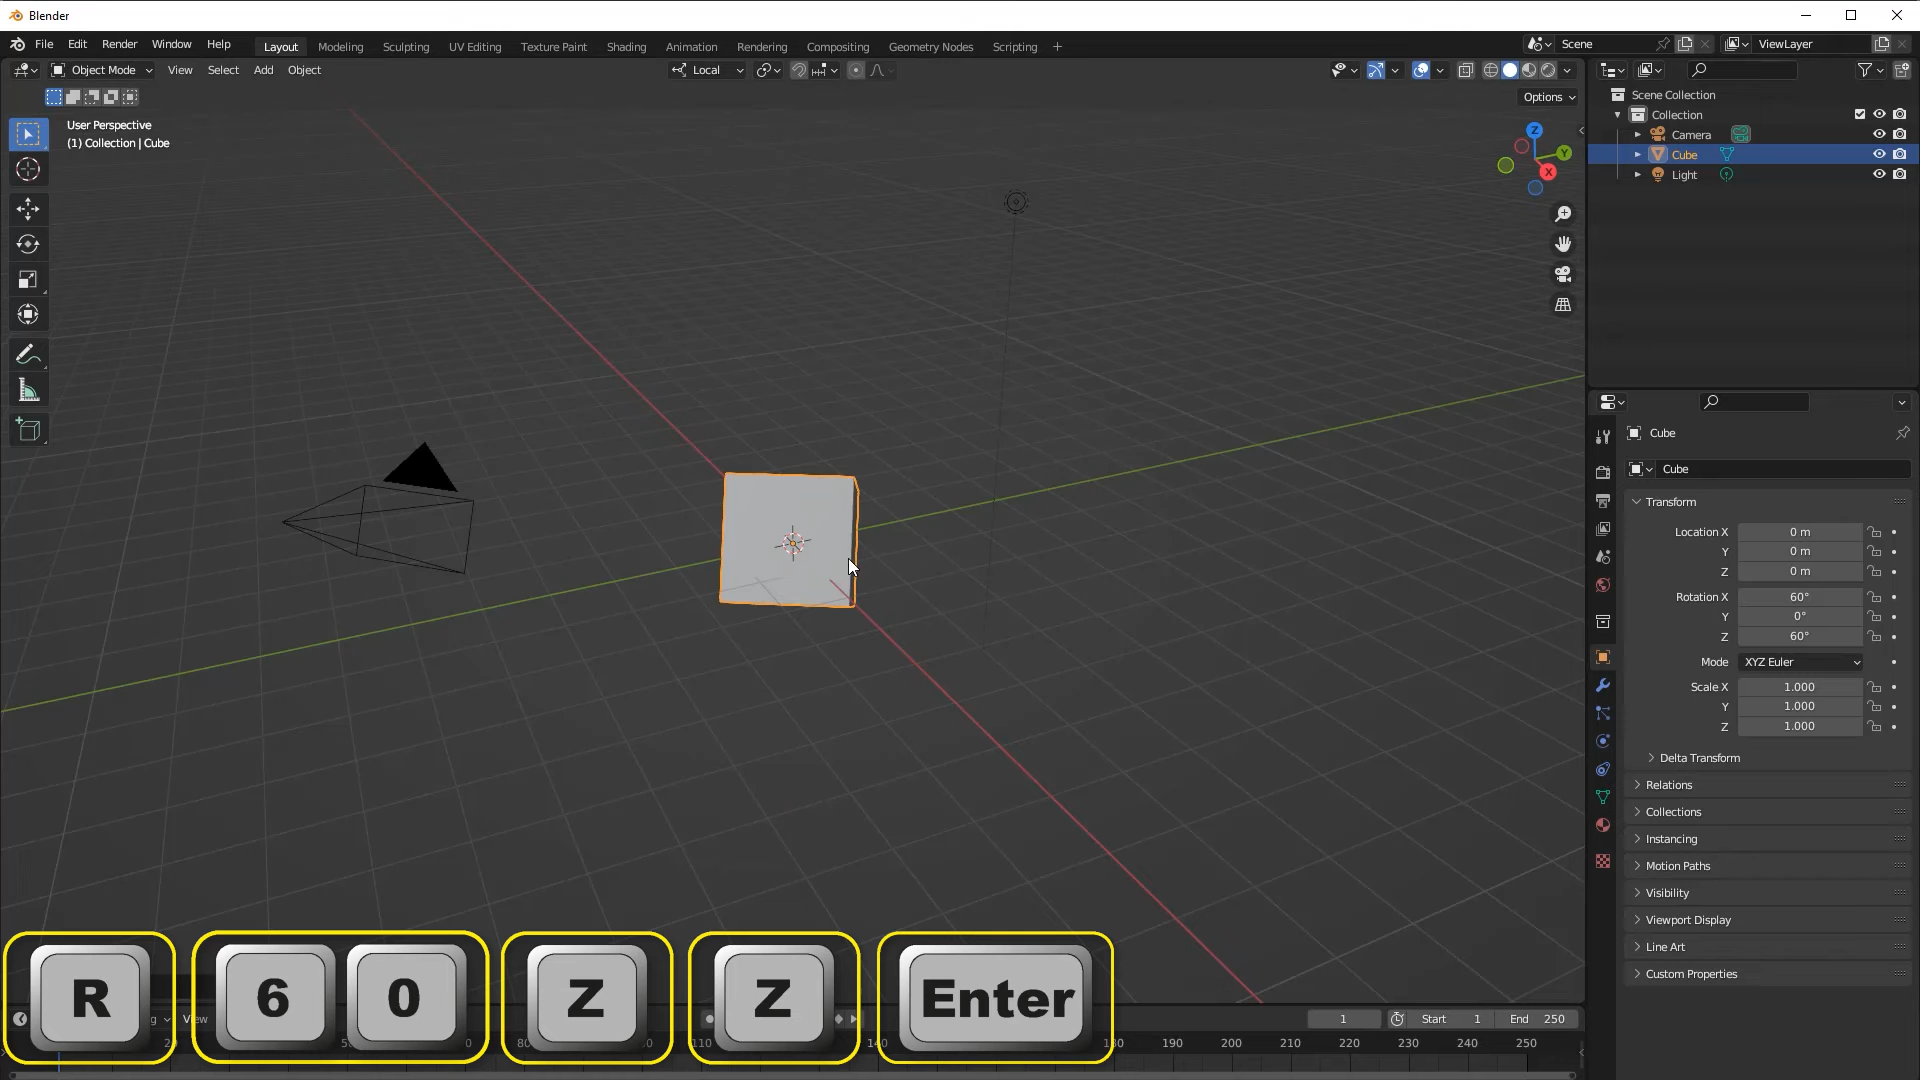 Blender
File Edit Render Window Help Layout Modeling Sculpting UV Editing Texture Paint Shading Animation Rendering Compositing Geometry Nodes Scripting + Scene ViewLayer
Object Mode View Select Add Object Local
Options
User Perspective
(1) Collection | Cube
Z
Y
X
Scene Collection
Collection
Camera
Cube
Light
Cube
Cube
Transform
Location X 0 m
Y 0 m
Z 0 m
Rotation X 60°
Y 0°
Z 60°
Mode XYZ Euler
Scale X 1.000
Y 1.000
Z 1.000
Delta Transform
Relations
Collections
Instancing
Motion Paths
Visibility
Viewport Display
Line Art
Custom Properties
R 6 0 Z Z Enter
View 1 Start 1 End 250
110 190 200 210 220 230 240 250